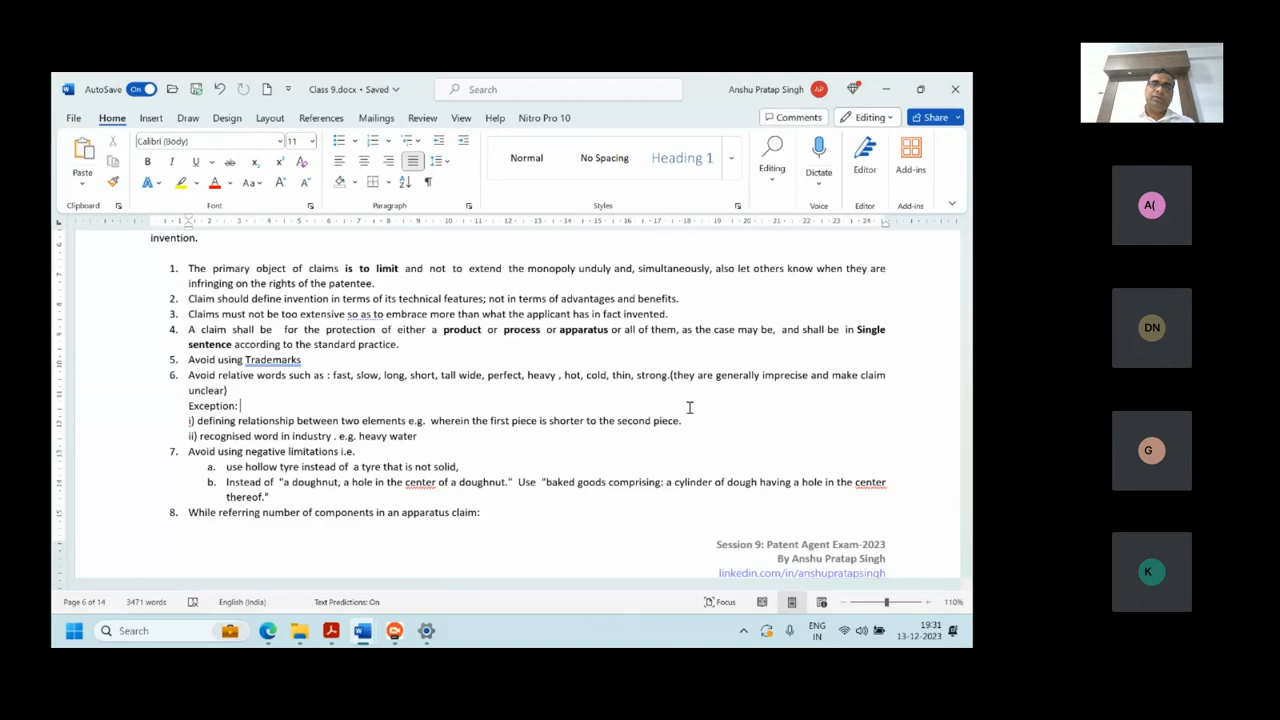 AutoSave On Class 9.docx • Saved Search Anshu Pratap Singh AP
File Home Insert Draw Design Layout References Mailings Review View Help Nitro Pro 10 Comments Editing Share
Calibri (Body) 11
Paste
Normal No Spacing Heading 1
Editing Dictate Editor Add-ins
Clipboard Font Paragraph Styles Voice Editor Add-ins
invention.
1. The primary object of claims is to limit and not to extend the monopoly unduly and, simultaneously, also let others know when they are
infringing on the rights of the patentee.
2. Claim should define invention in terms of its technical features; not in terms of advantages and benefits.
3. Claims must not be too extensive so as to embrace more than what the applicant has in fact invented.
4. A claim shall be for the protection of either a product or process or apparatus or all of them, as the case may be, and shall be in Single
sentence according to the standard practice.
5. Avoid using Trademarks
6. Avoid relative words such as : fast, slow, long, short, tall wide, perfect, heavy , hot, cold, thin, strong.(they are generally imprecise and make claim
unclear)
Exception:
i) defining relationship between two elements e.g. wherein the first piece is shorter to the second piece.
ii) recognised word in industry . e.g. heavy water
7. Avoid using negative limitations i.e.
a. use hollow tyre instead of a tyre that is not solid,
b. Instead of "a doughnut, a hole in the center of a doughnut." Use "baked goods comprising: a cylinder of dough having a hole in the center
thereof."
8. While referring number of components in an apparatus claim:
Session 9: Patent Agent Exam-2023
By Anshu Pratap Singh
linkedin.com/in/anshupratapsingh
Page 6 of 14 3471 words English (India) Text Predictions: On Focus 110%
Search ENG IN 19:31 13-12-2023
A(
DN
G
K